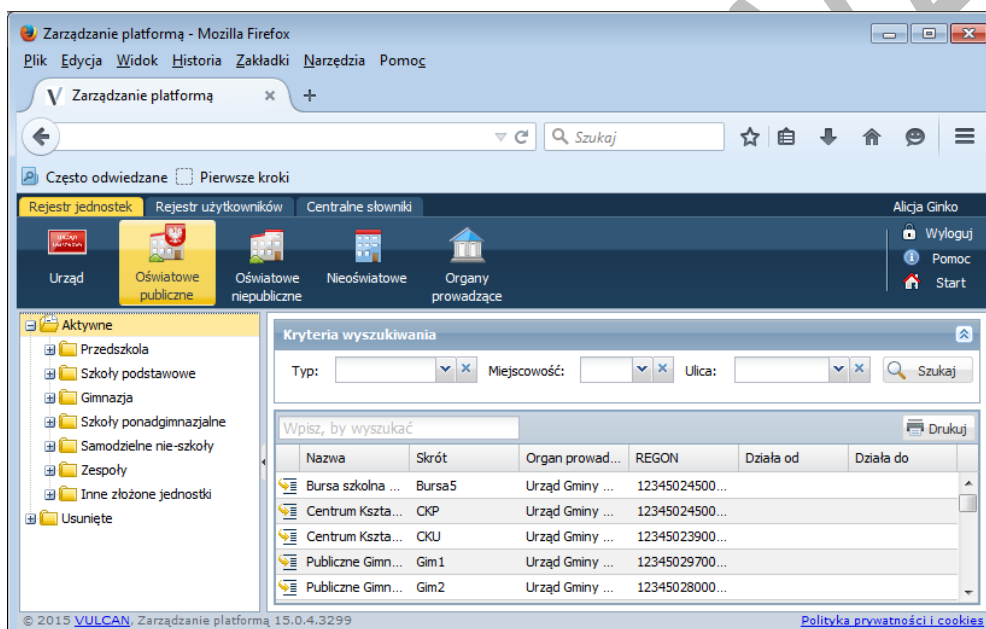 Zarządzanie platformą - Mozilla Firefox
Plik Edycja Widok Historia Zakładki Narzędzia Pomoc
V Zarządzanie platformą × +
Szukaj
Często odwiedzane Pierwsze kroki
Rejestr jednostek Rejestr użytkowników Centralne słowniki Alicja Ginko
Wyloguj
Pomoc
Start
Urząd
Oświatowe publiczne
Oświatowe niepubliczne
Nieoświatowe
Organy prowadzące
Aktywne
Przedszkola
Szkoły podstawowe
Gimnazja
Szkoły ponadgimnazjalne
Samodzielne nie-szkoły
Zespoły
Inne złożone jednostki
Usunięte
Kryteria wyszukiwania
Typ: Miejscowość: Ulica: Szukaj
Wpisz, by wyszukać Drukuj
Nazwa Skrót Organ prowad... REGON Działa od Działa do
Bursa szkolna ... Bursa5 Urząd Gminy ... 12345024500...
Centrum Kszta... CKP Urząd Gminy ... 12345024500...
Centrum Kszta... CKU Urząd Gminy ... 12345023900...
Publiczne Gimn... Gim1 Urząd Gminy ... 12345029700...
Publiczne Gimn... Gim2 Urząd Gminy ... 12345028000...
© 2015 VULCAN, Zarządzanie platformą 15.0.4.3299 Polityka prywatności i cookies